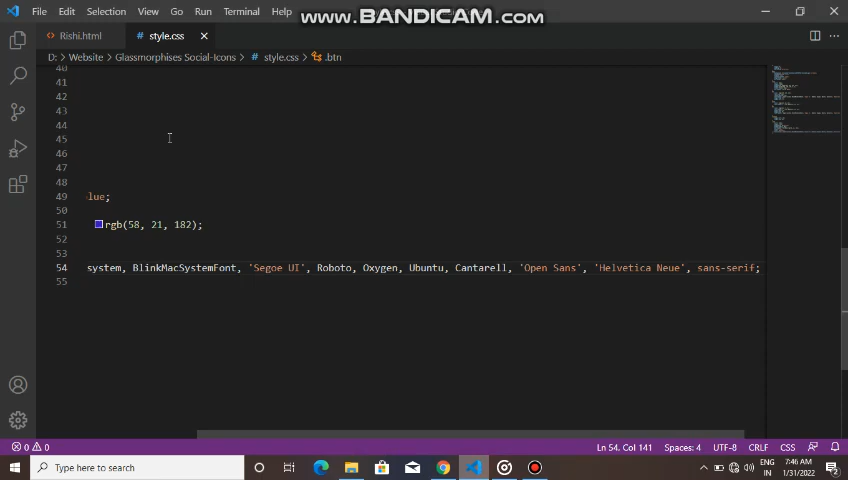 File Edit Selection View Go Run Terminal Help
www.BANDICAM.com
Rishi.html # style.css
D: > Website > Glassmorphises Social-Icons > # style.css > .btn
40
41
42
43
44
45
46
47
48
49 lue;
50
51 rgb(58, 21, 182);
52
53
54 system, BlinkMacSystemFont, 'Segoe UI', Roboto, Oxygen, Ubuntu, Cantarell, 'Open Sans', 'Helvetica Neue', sans-serif;
55
0 0 Ln 54, Col 141 Spaces: 4 UTF-8 CRLF CSS
Type here to search
ENG
IN
7:46 AM
1/31/2022
2